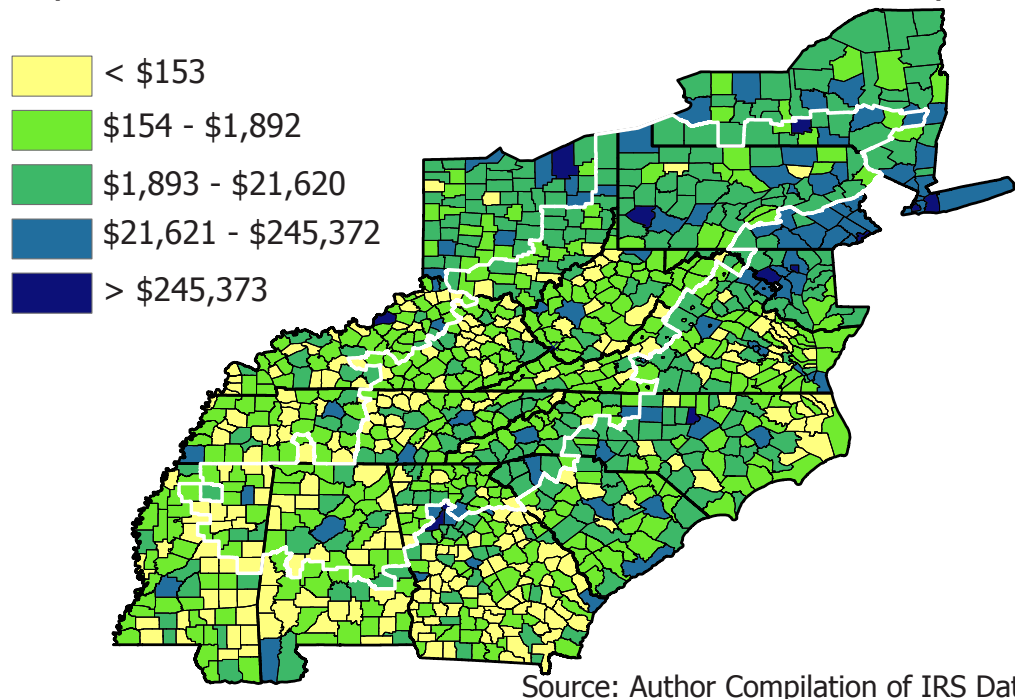 < $153
$154 - $1,892
$1,893 - $21,620
$21,621 - $245,372
> $245,373
Source: Author Compilation of IRS Dat